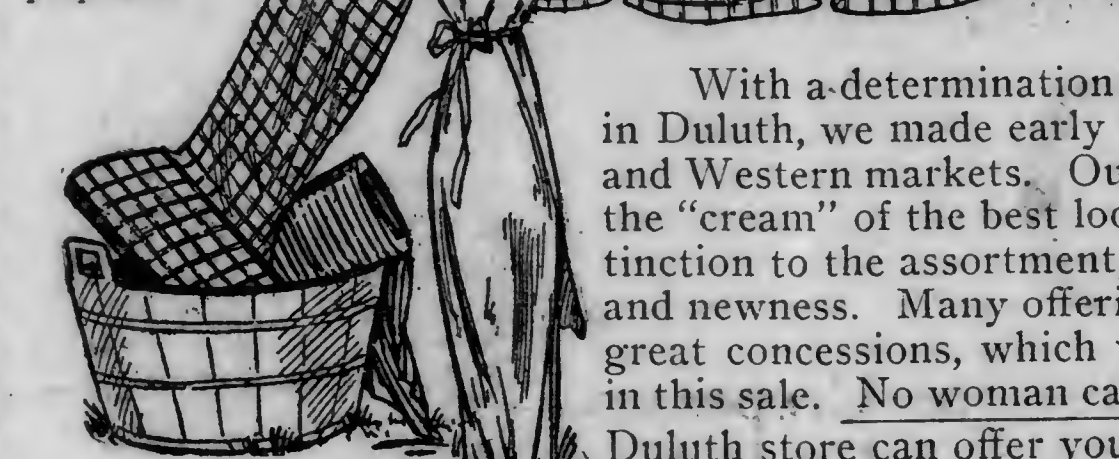 With a determination
in Duluth, we made early
and Western markets. Ou
the “cream” of the best loo
tinction to the assortment
and newness. Many offeri
great concessions, which
in this sale. No woman ca
Duluth store can offer you